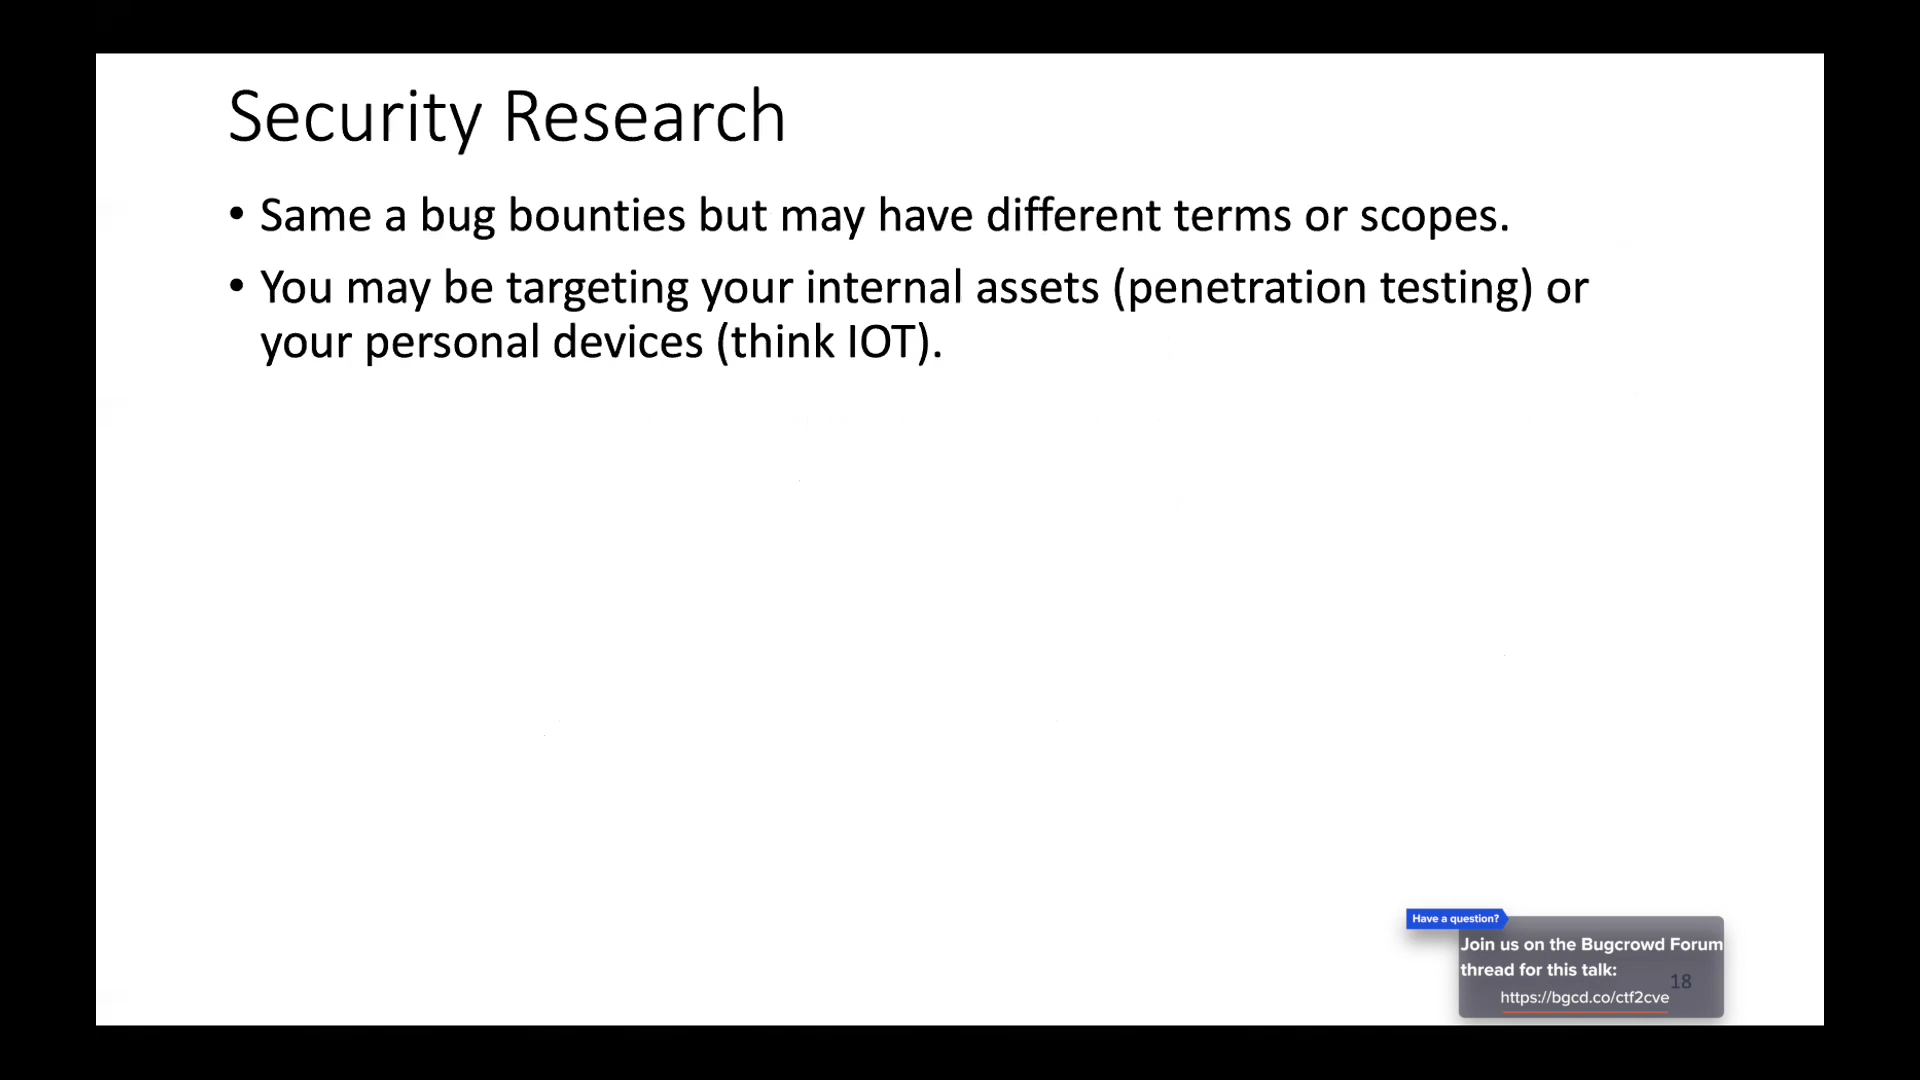 Security Research
• Same a bug bounties but may have different terms or scopes.
• You may be targeting your internal assets (penetration testing) or
your personal devices (think IOT).
Have a question?
Join us on the Bugcrowd Forum
thread for this talk:
18
https://bgcd.co/ctf2cve